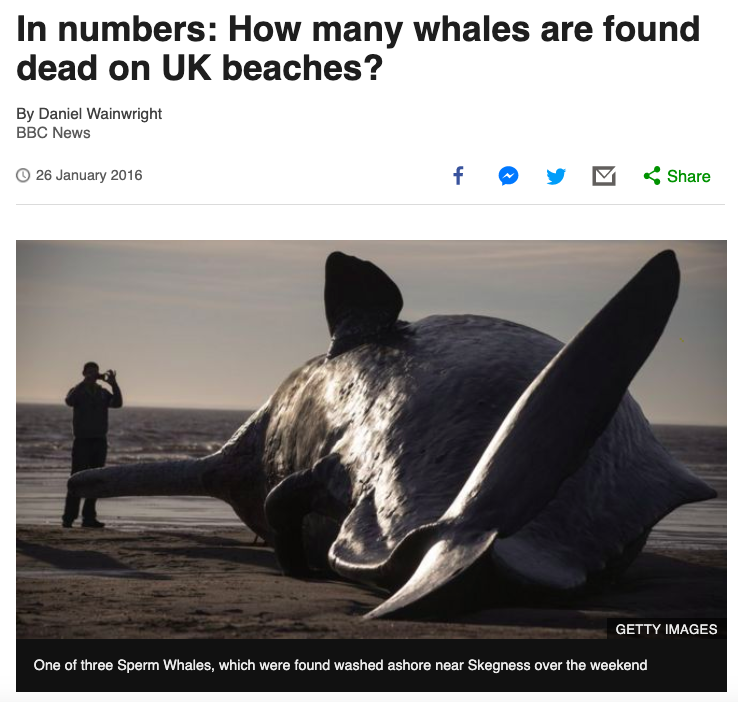 In numbers: How many whales are found
dead on UK beaches?
By Daniel Wainwright
BBC News
26 January 2016
Share
GETTY IMAGES
One of three Sperm Whales, which were found washed ashore near Skegness over the weekend